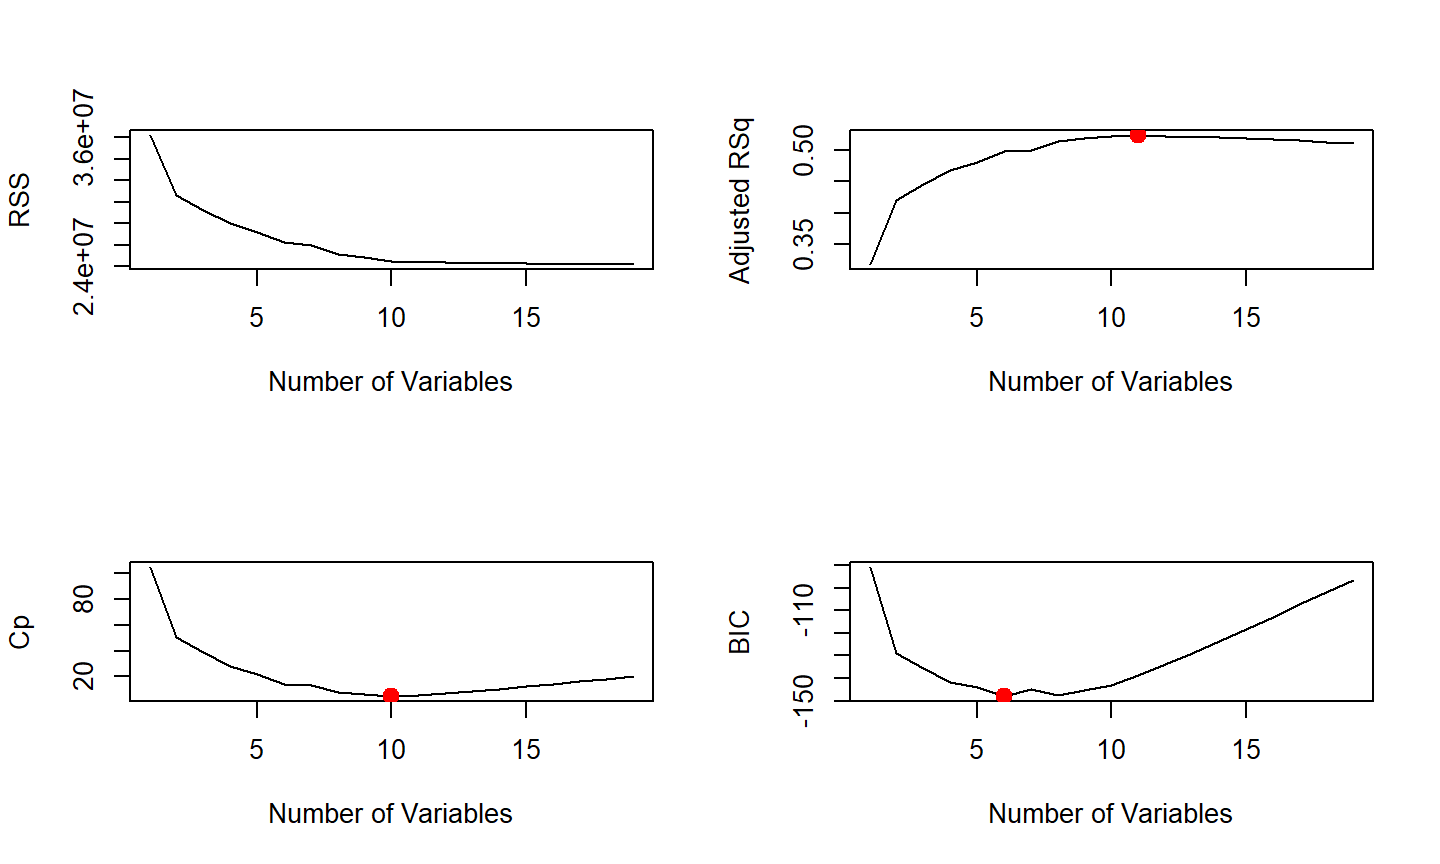 RSS
2.4e+07 3.6e+07
5 10 15
Number of Variables
Adjusted RSq
0.35 0.50
5 10 15
Number of Variables
Cp
20 80
5 10 15
Number of Variables
BIC
-150 -110
5 10 15
Number of Variables